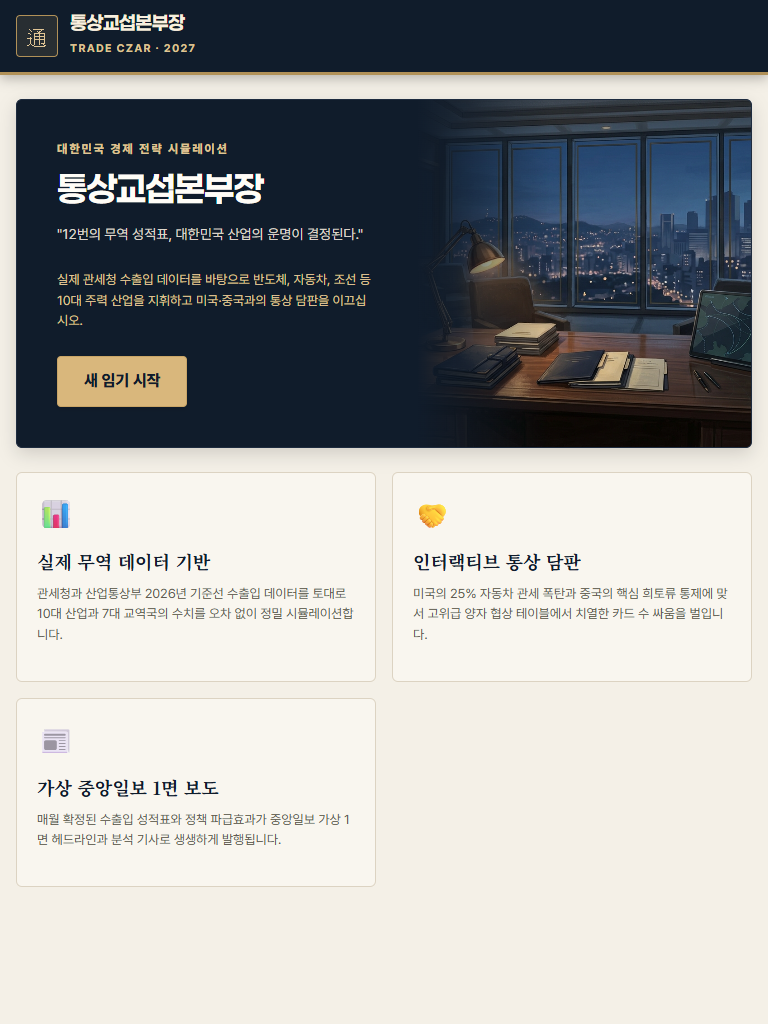 通
통상교섭본부장
TRADE CZAR · 2027
대한민국 경제 전략 시뮬레이션
통상교섭본부장
"12번의 무역 성적표, 대한민국 산업의 운명이 결정된다."
실제 관세청 수출입 데이터를 바탕으로 반도체, 자동차, 조선 등
10대 주력 산업을 지휘하고 미국·중국과의 통상 담판을 이끄십
시오.
새 임기 시작
실제 무역 데이터 기반
관세청과 산업통상부 2026년 기준선 수출입 데이터를 토대로
10대 산업과 7대 교역국의 수치를 오차 없이 정밀 시뮬레이션합
니다.
인터랙티브 통상 담판
미국의 25% 자동차 관세 폭탄과 중국의 핵심 희토류 통제에 맞
서 고위급 양자 협상 테이블에서 치열한 카드 수 싸움을 벌입니
다.
가상 중앙일보 1면 보도
매월 확정된 수출입 성적표와 정책 파급효과가 중앙일보 가상 1
면 헤드라인과 분석 기사로 생생하게 발행됩니다.